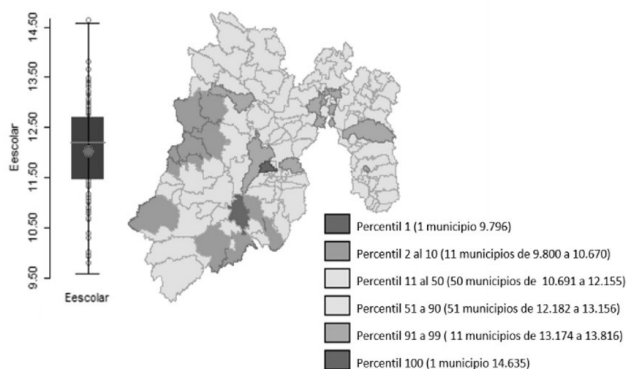 14.50
13.50
12.50
11.50
10.50
9.50
Eescolar
Eescolar
Percentil 1 (1 municipio 9.796)
Percentil 2 al 10 (11 municipios de 9.800 a 10.670)
Percentil 11 al 50 (50 municipios de 10.691 a 12.155)
Percentil 51 a 90 (51 municipios de 12.182 a 13.156)
Percentil 91 a 99 ( 11 municipios de 13.174 a 13.816)
Percentil 100 (1 municipio 14.635)